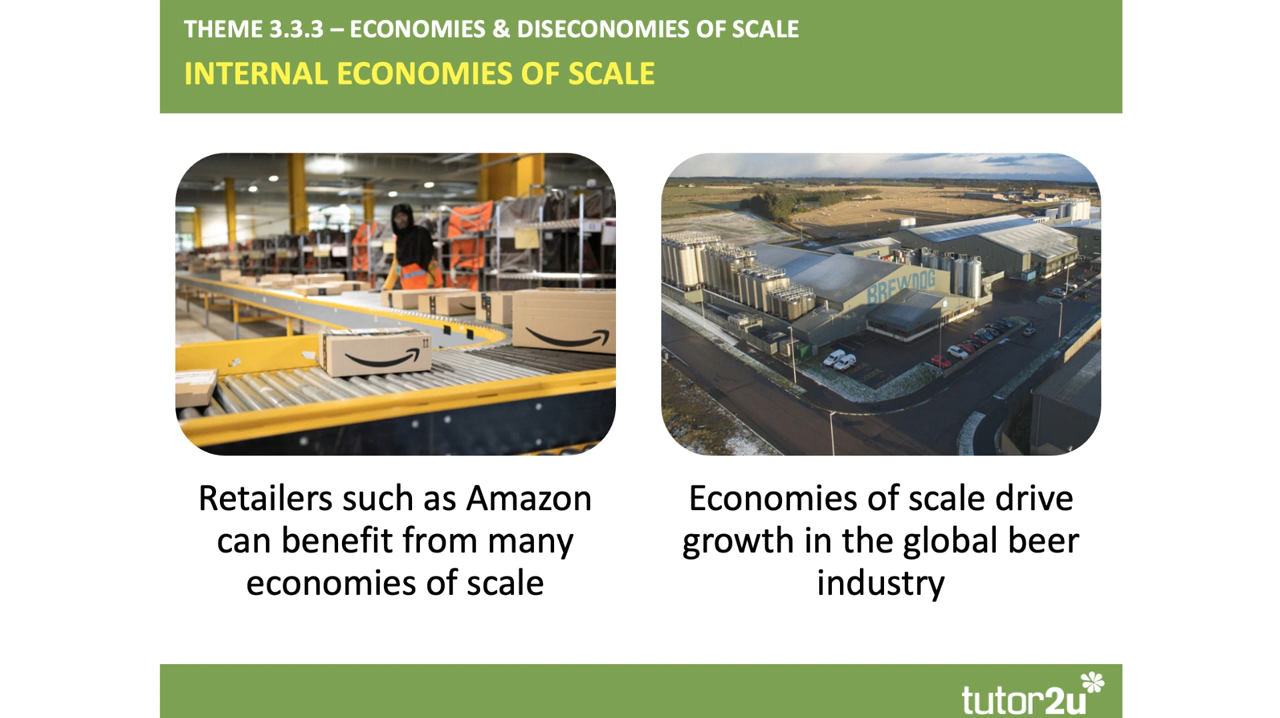 THEME 3.3.3 – ECONOMIES & DISECONOMIES OF SCALE
INTERNAL ECONOMIES OF SCALE
BREWDOG
Retailers such as Amazon
can benefit from many
economies of scale
Economies of scale drive
growth in the global beer
industry
tutor2u